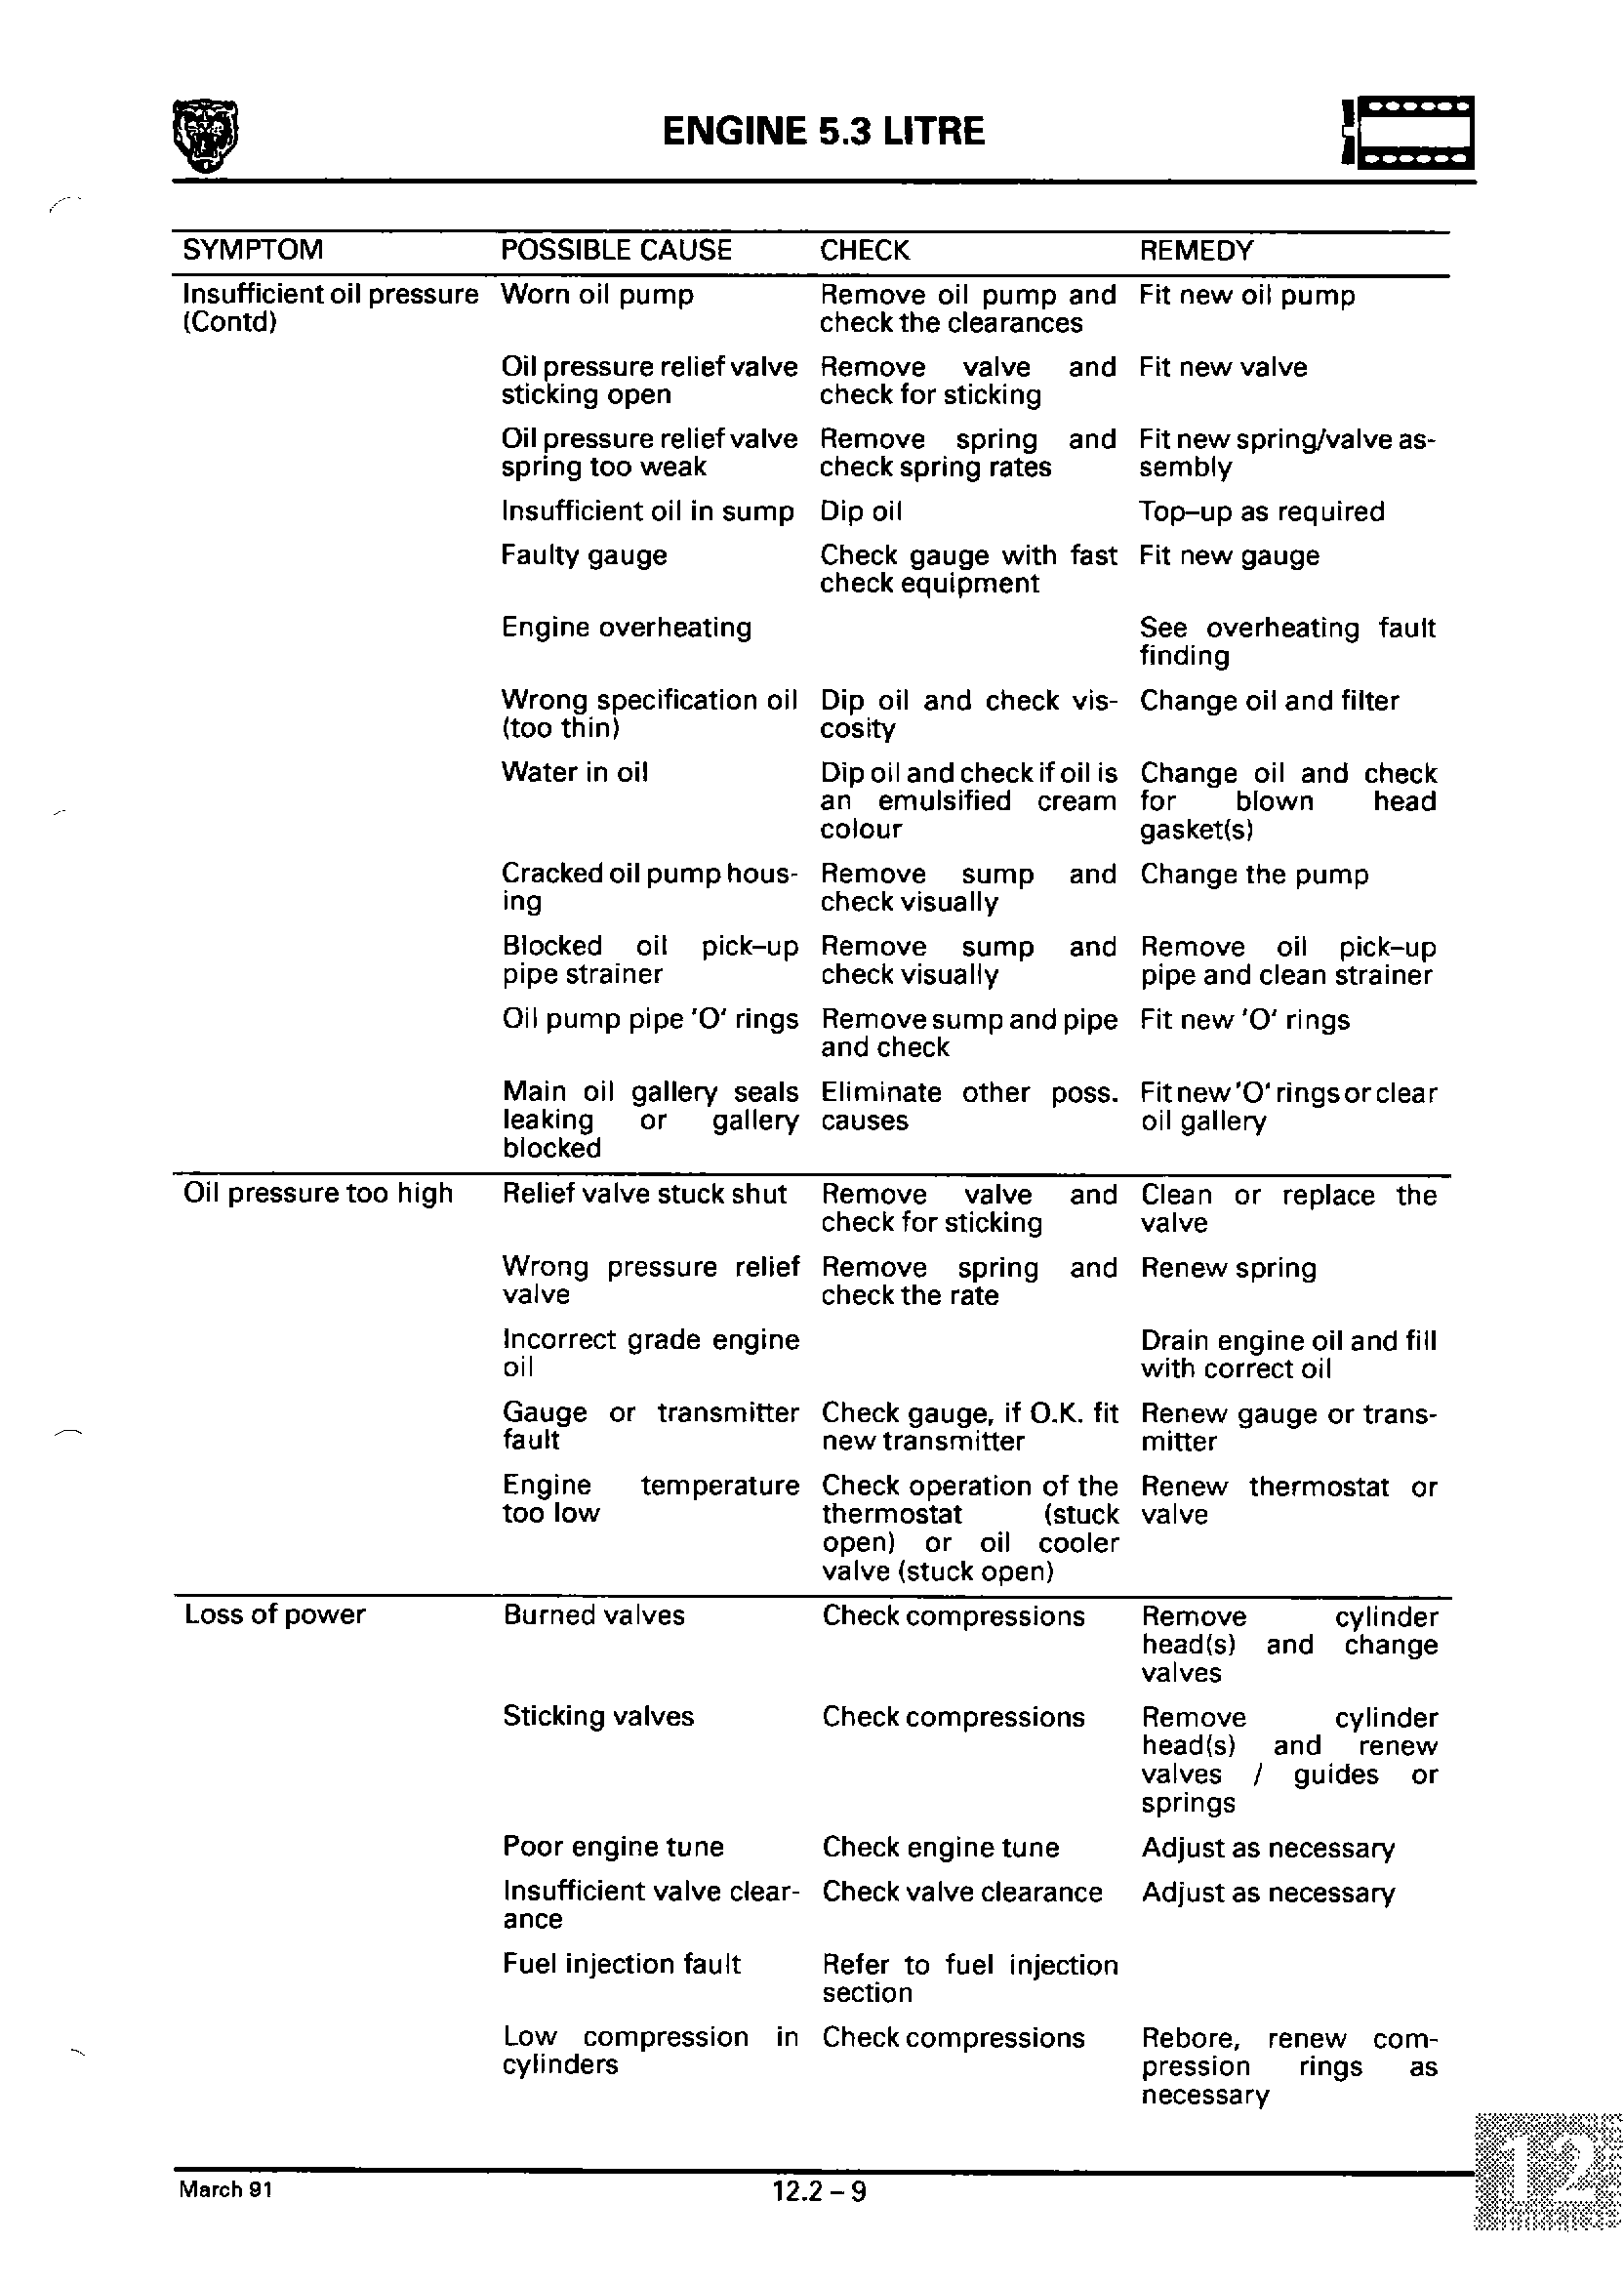 ENGINE 5.3 LITRE
SYMPTOM POSSIBLE CAUSE CHECK REMEDY
Insufficient oil pressure Worn oil pump Remove oil pump and Fit new oil pump
(Contd) check the clearances
Oil pressure relief valve Remove valve and Fit new valve
sticking open check for sticking
Oil pressure relief valve Remove spring and Fit new spring/valve as-
spring too weak check spring rates sembly
Insufficient oil in sump Dip oil Top–up as required
Faulty gauge Check gauge with fast Fit new gauge
check equipment
Engine overheating See overheating fault
finding
Wrong specification oil Dip oil and check vis- Change oil and filter
(too thin) cosity
Water in oil Dip oil and check if oil is Change oil and check
an emulsified cream for blown head
colour gasket(s)
Cracked oil pump hous- Remove sump and Change the pump
ing check visually
Blocked oil pick–up Remove sump and Remove oil pick–up
pipe strainer check visually pipe and clean strainer
Oil pump pipe 'O' rings Remove sump and pipe Fit new 'O' rings
and check
Main oil gallery seals Eliminate other poss. Fit new 'O' rings or clear
leaking or gallery causes oil gallery
blocked
Oil pressure too high Relief valve stuck shut Remove valve and Clean or replace the
check for sticking valve
Wrong pressure relief Remove spring and Renew spring
valve check the rate
Incorrect grade engine Drain engine oil and fill
oil with correct oil
Gauge or transmitter Check gauge, if O.K. fit Renew gauge or trans-
fault new transmitter mitter
Engine temperature Check operation of the Renew thermostat or
too low thermostat (stuck valve
open) or oil cooler
valve (stuck open)
Loss of power Burned valves Check compressions Remove cylinder
head(s) and change
valves
Sticking valves Check compressions Remove cylinder
head(s) and renew
valves / guides or
springs
Poor engine tune Check engine tune Adjust as necessary
Insufficient valve clear- Check valve clearance Adjust as necessary
ance
Fuel injection fault Refer to fuel injection
section
Low compression in Check compressions Rebore, renew com-
cylinders pression rings as
necessary
12
March 91 12.2 – 9